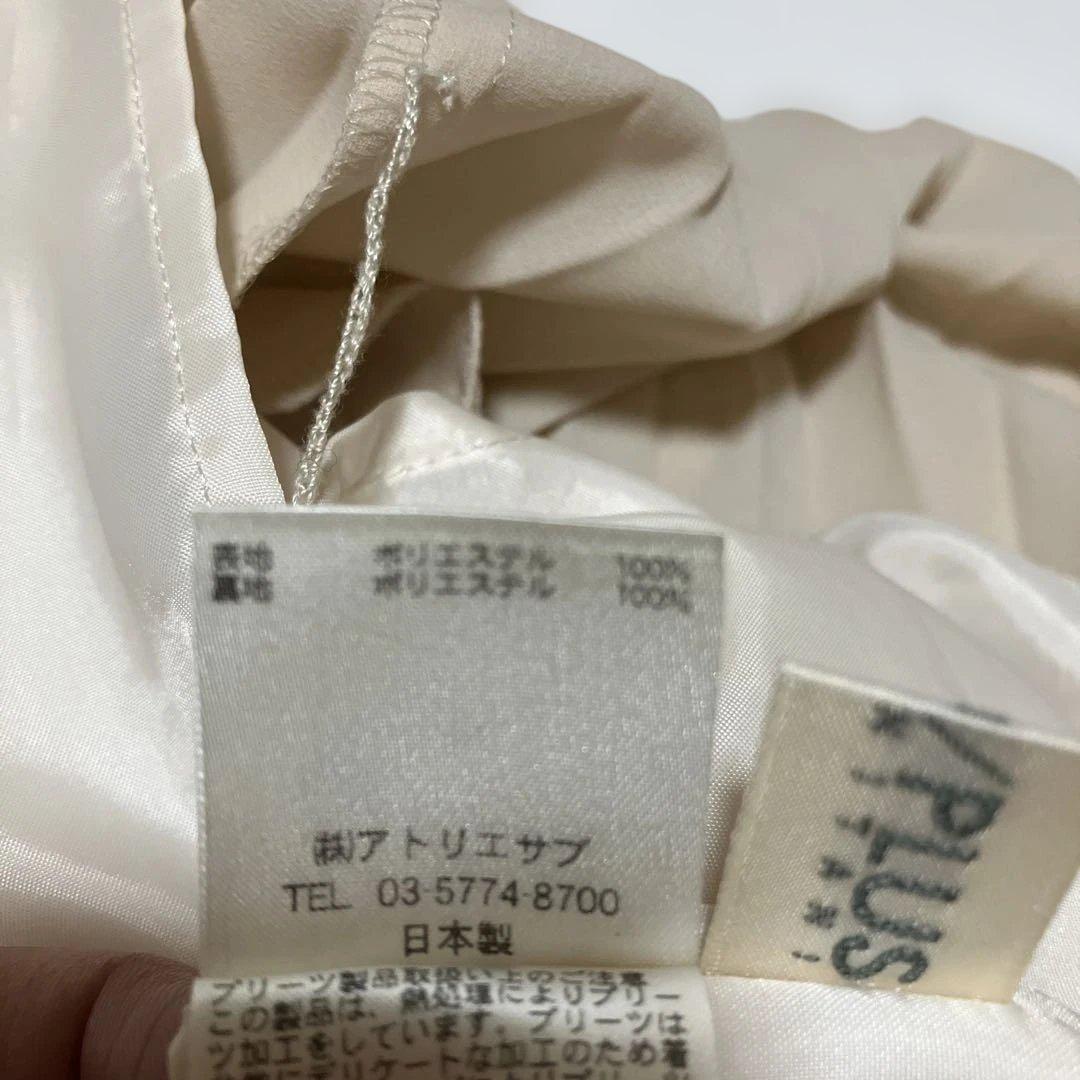 表地 ポリエステル 100%
裏地 ポリエステル 100%
㈱アトリエサブ
TEL 03-5774-8700
日本製
プリーツ製品取扱い上のご注意
この製品は、熱処理によりプリー
ツ加工をしています。プリーツは
デリケートな加工のため着
/PLUS